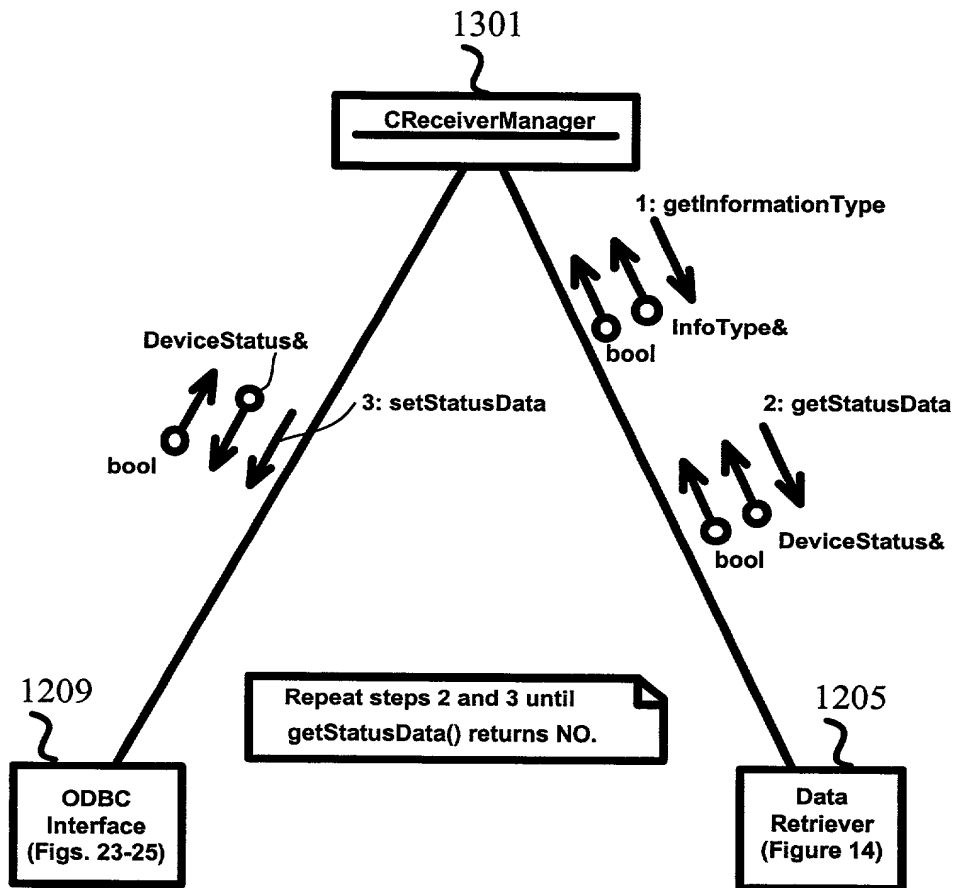 1301
CReceiverManager
1: getInformationType
InfoType&
bool
DeviceStatus&
3: setStatusData
bool
2: getStatusData
DeviceStatus&
bool
1209
Repeat steps 2 and 3 until
getStatusData() returns NO.
1205
ODBC
Interface
(Figs. 23-25)
Data
Retriever
(Figure 14)